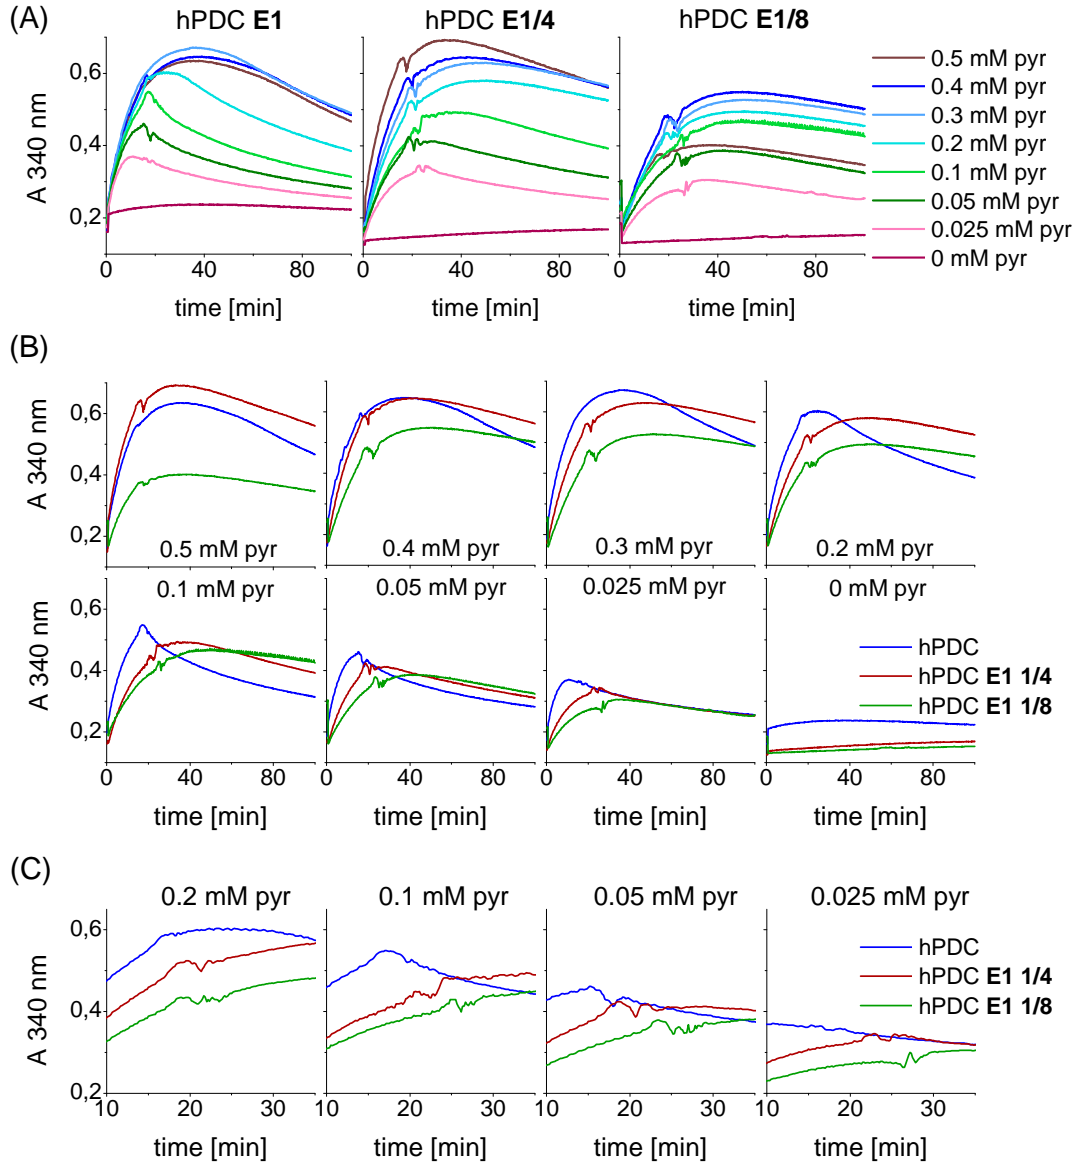 (A)
hPDC E1 hPDC E1/4 hPDC E1/8
A 340 nm
0,6
0,4
0,2
0 40 80 0 40 80 0 40 80
time [min] time [min] time [min]
0.5 mM pyr
0.4 mM pyr
0.3 mM pyr
0.2 mM pyr
0.1 mM pyr
0.05 mM pyr
0.025 mM pyr
0 mM pyr
(B)
A 340 nm
0,6
0,4
0,2
0.5 mM pyr 0.4 mM pyr 0.3 mM pyr 0.2 mM pyr
0.1 mM pyr 0.05 mM pyr 0.025 mM pyr 0 mM pyr
A 340 nm
0,6
0,4
0,2
hPDC
hPDC E1 1/4
hPDC E1 1/8
0 40 80 0 40 80 0 40 80 0 40 80
time [min] time [min] time [min] time [min]
(C)
0.2 mM pyr 0.1 mM pyr 0.05 mM pyr 0.025 mM pyr
A 340 nm
0,6
0,4
0,2
hPDC
hPDC E1 1/4
hPDC E1 1/8
10 20 30 10 20 30 10 20 30 10 20 30
time [min] time [min] time [min] time [min]